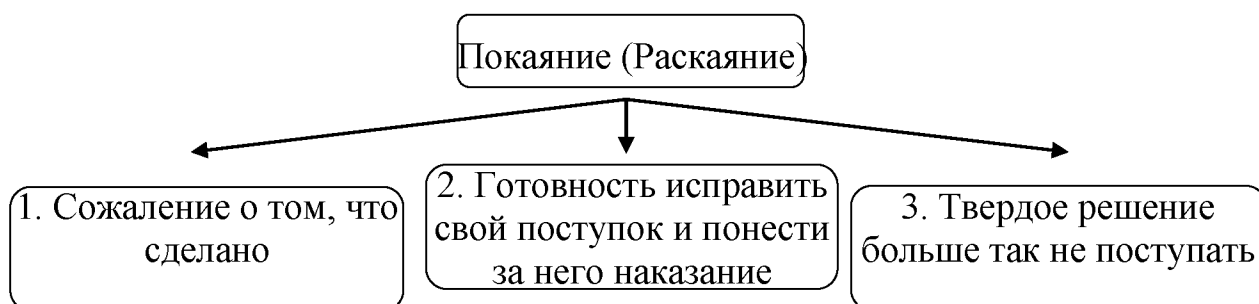 Покаяние (Раскаяние)
1. Сожаление о том, что
сделано
2. Готовность исправить
свой поступок и понести
за него наказание
3. Твердое решение
больше так не поступать